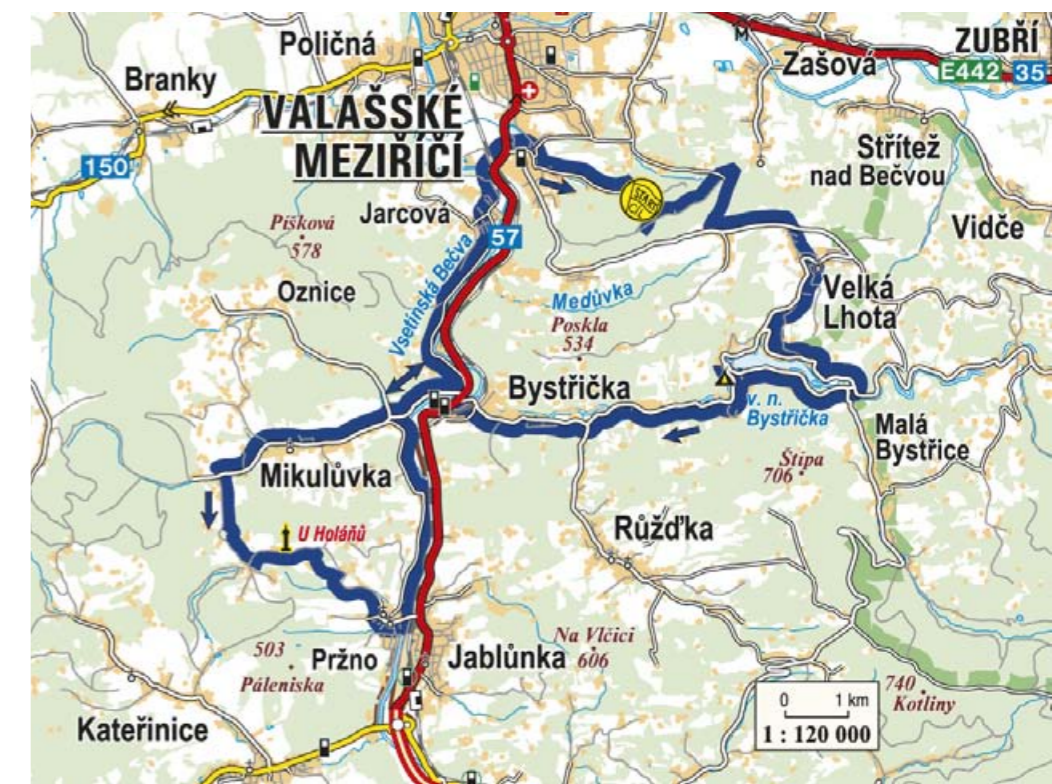 Poličná
Branky
VALAŠSKÉ
MEZIŘÍČÍ
Zašová
ZUBŘÍ
E442
35
150
Střítež
nad Bečvou
Vidče
START
CÍL
Jarcová
Píšková
578
57
Oznice
Vsetínská Bečva
Medůvka
Poskla
534
Velká
Lhota
Bystřička
v. n.
Bystřička
Malá
Bystřice
Štípa
706
Mikulůvka
U Holáňů
Růžďka
503
Páleniska
Pržno
Jablůnka
Na Vlčici
606
740
Kotliny
Kateřinice
0 1 km
1 : 120 000